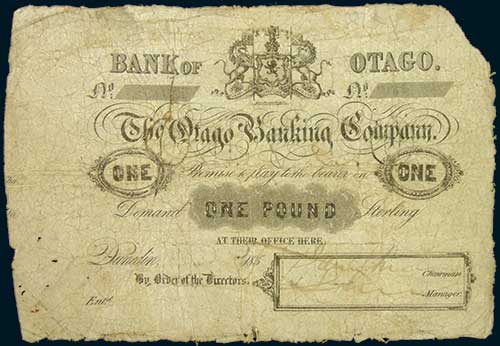 BANK OF OTAGO.
No. No.
The Otago Banking Company.
ONE Promise to pay to the bearer on ONE
Demand ONE POUND Sterling
AT THEIR OFFICE HERE,
Dunedin, 185
By Order of the Directors.
Chairman
Manager.
Entd.